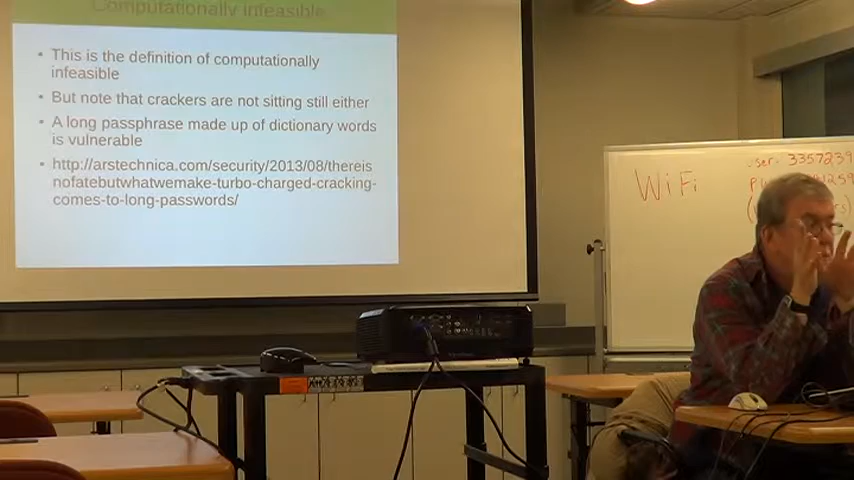 Computationally infeasible
• This is the definition of computationally
infeasible
• But note that crackers are not sitting still either
• A long passphrase made up of dictionary words
is vulnerable
• http://arstechnica.com/security/2013/08/thereis
nofatebutwhatwemake-turbo-charged-cracking-
comes-to-long-passwords/
WiFi
user: 3357239